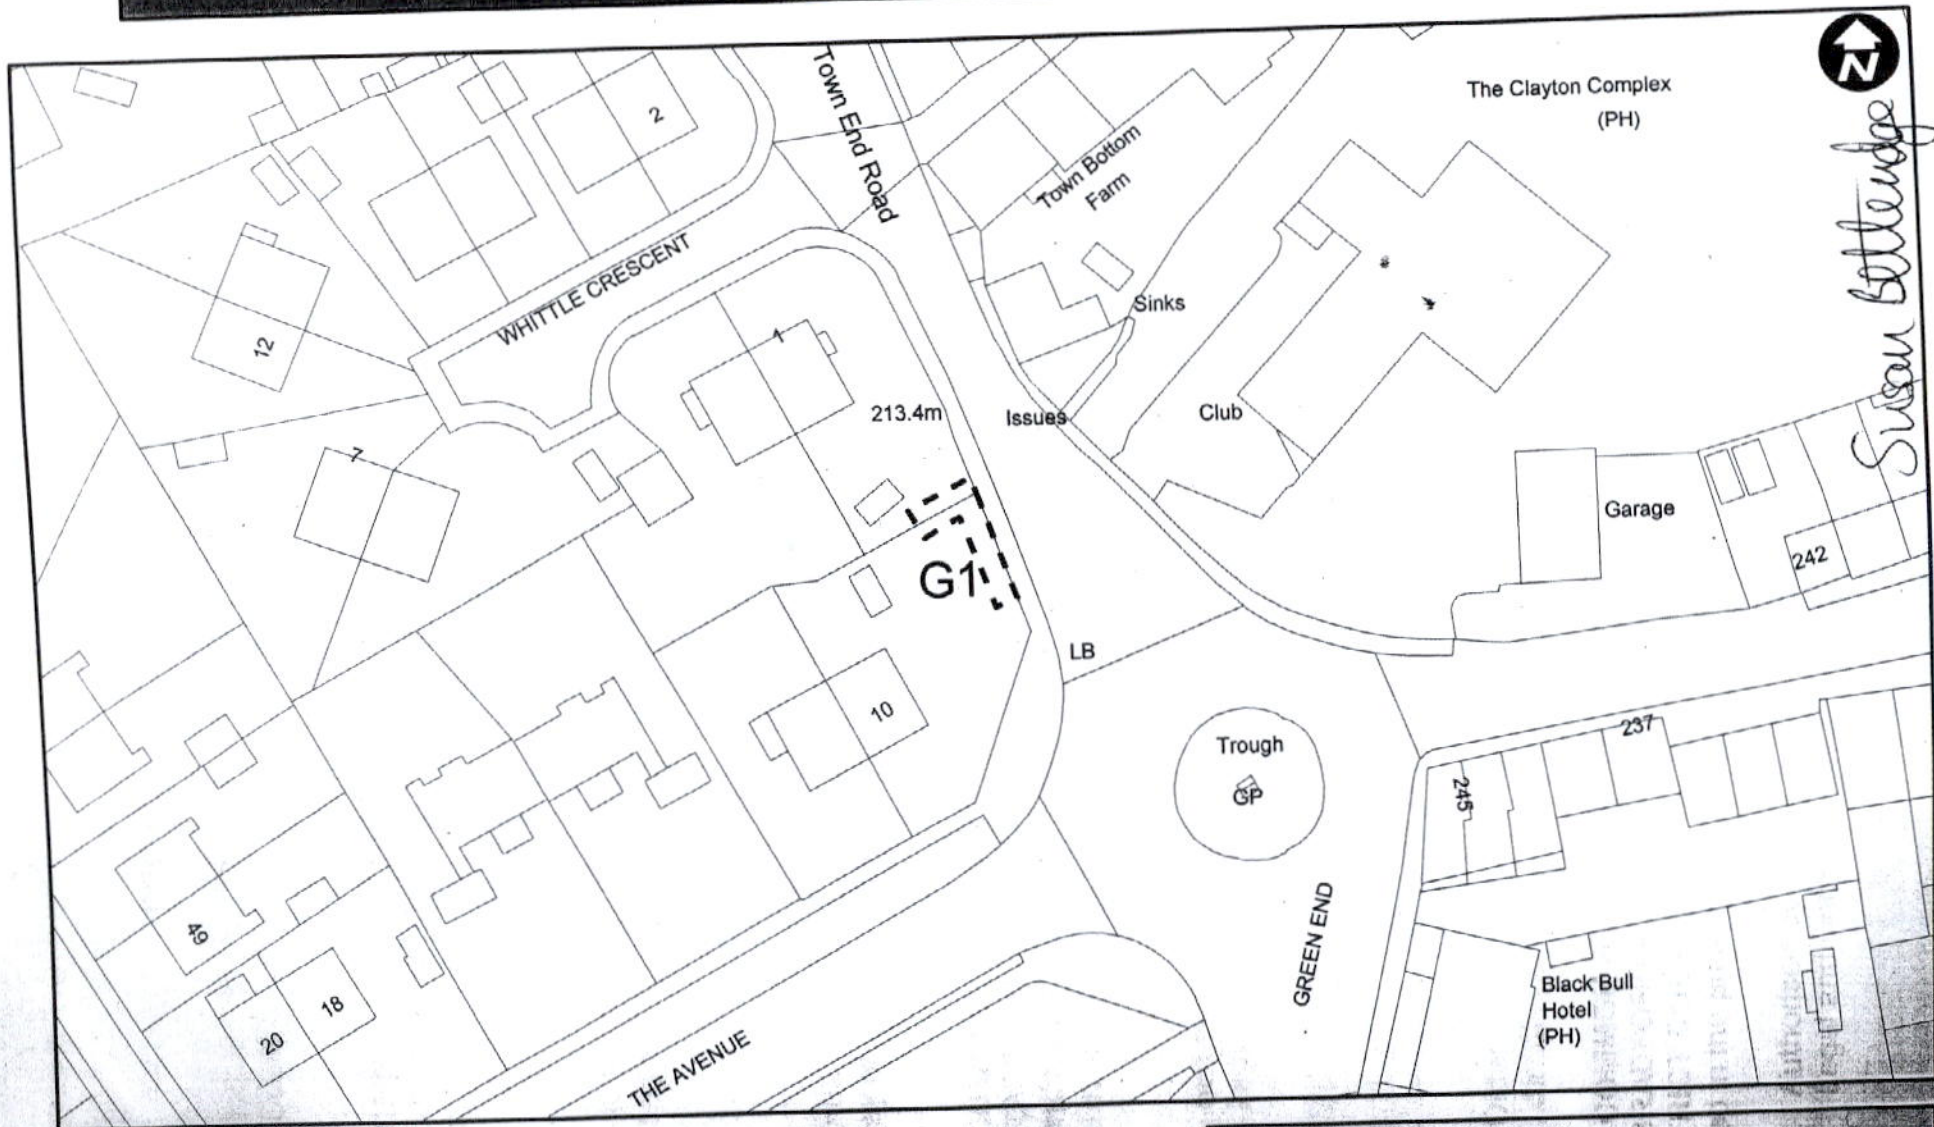 N
The Clayton Complex
(PH)
Town End Road
2
Town Bottom
Farm
Susan
WHITTLE CRESCENT
12
1
Sinks
213.4m
Issues
Club
7
Garage
242
G1
LB
10
237
Trough
GP
245
GREEN END
49
18
20
Black Bull
Hotel
(PH)
THE AVENUE